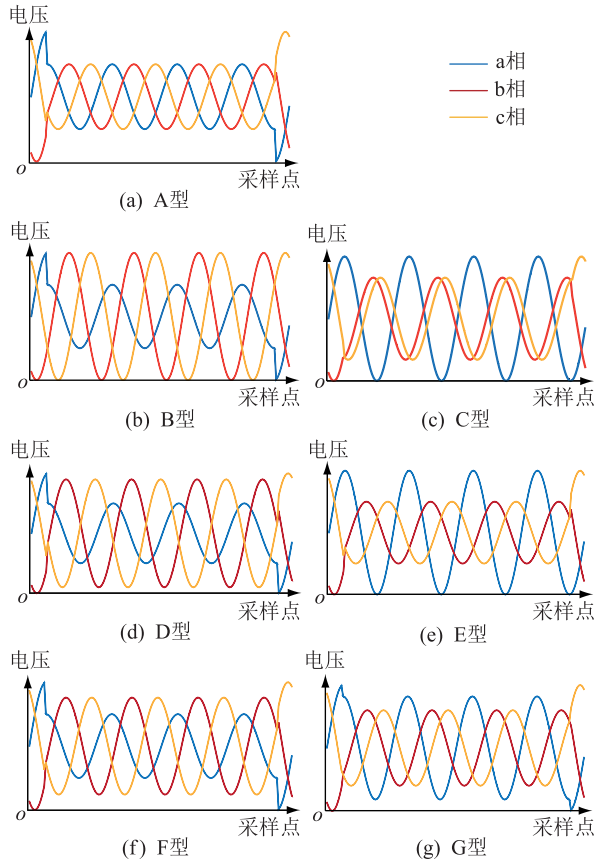 电压
a相
b相
c相
o
采样点
(a) A型
电压
o
采样点
(b) B型
电压
o
采样点
(c) C型
电压
o
采样点
(d) D型
电压
o
采样点
(e) E型
电压
o
采样点
(f) F型
电压
o
采样点
(g) G型